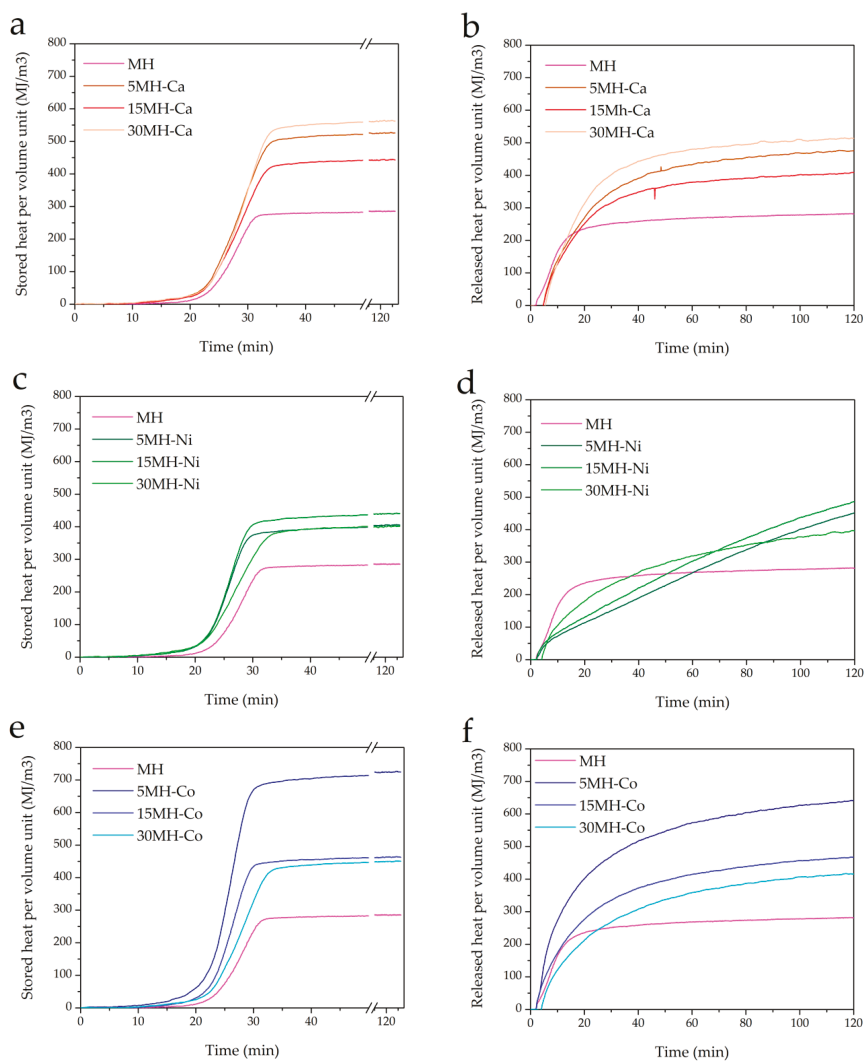 a
Stored heat per volume unit (MJ/m3)
800
700
600
500
400
300
200
100
0
MH
5MH-Ca
15MH-Ca
30MH-Ca
0 10 20 30 40 120
Time (min)
b
Released heat per volume unit (MJ/m3)
800
700
600
500
400
300
200
100
0
MH
5MH-Ca
15Mh-Ca
30MH-Ca
0 20 40 60 80 100 120
Time (min)
c
Stored heat per volume unit (MJ/m3)
800
700
600
500
400
300
200
100
0
MH
5MH-Ni
15MH-Ni
30MH-Ni
0 10 20 30 40 120
Time (min)
d
Released heat per volume unit (MJ/m3)
800
700
600
500
400
300
200
100
0
MH
5MH-Ni
15MH-Ni
30MH-Ni
0 20 40 60 80 100 120
Time (min)
e
Stored heat per volume unit (MJ/m3)
800
700
600
500
400
300
200
100
0
MH
5MH-Co
15MH-Co
30MH-Co
0 10 20 30 40 120
Time (min)
f
Released heat per volume unit (MJ/m3)
800
700
600
500
400
300
200
100
0
MH
5MH-Co
15MH-Co
30MH-Co
0 20 40 60 80 100 120
Time (min)